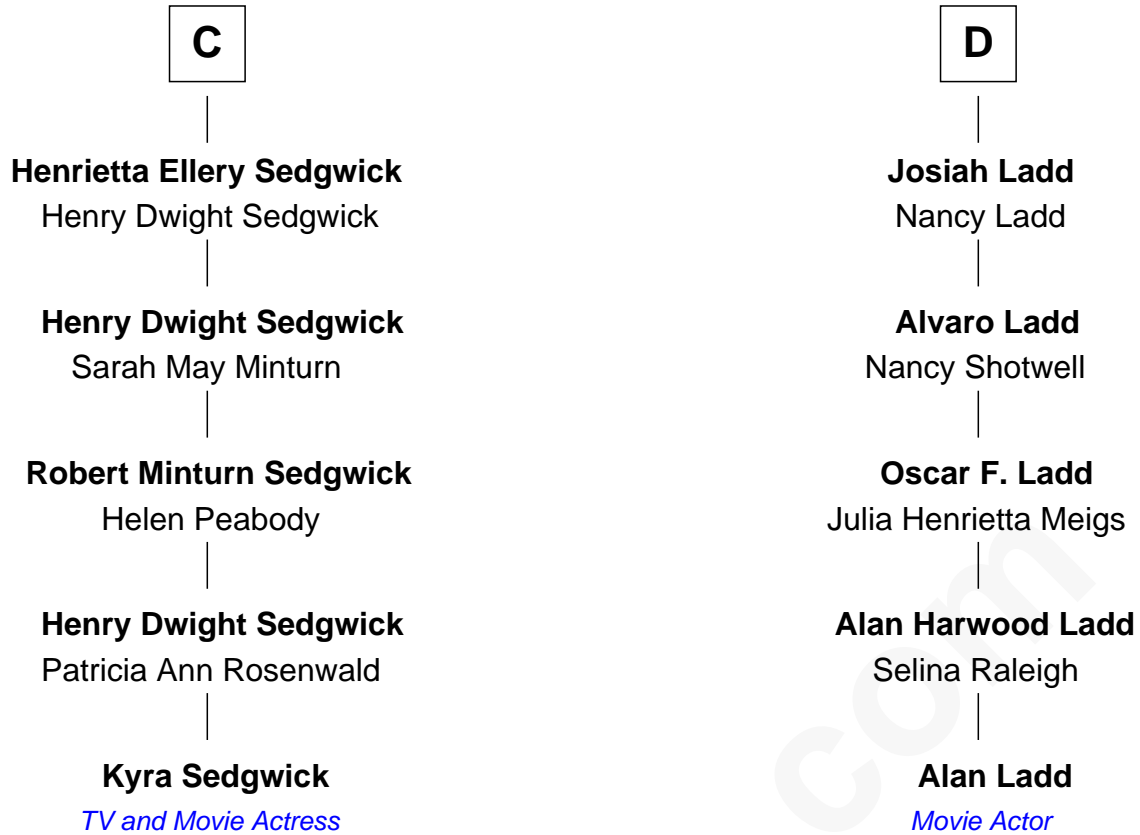 C
Henrietta Ellery Sedgwick
Henry Dwight Sedgwick
Henry Dwight Sedgwick
Sarah May Minturn
Robert Minturn Sedgwick
Helen Peabody
Henry Dwight Sedgwick
Patricia Ann Rosenwald
Kyra Sedgwick
TV and Movie Actress
D
Josiah Ladd
Nancy Ladd
Alvaro Ladd
Nancy Shotwell
Oscar F. Ladd
Julia Henrietta Meigs
Alan Harwood Ladd
Selina Raleigh
Alan Ladd
Movie Actor
com